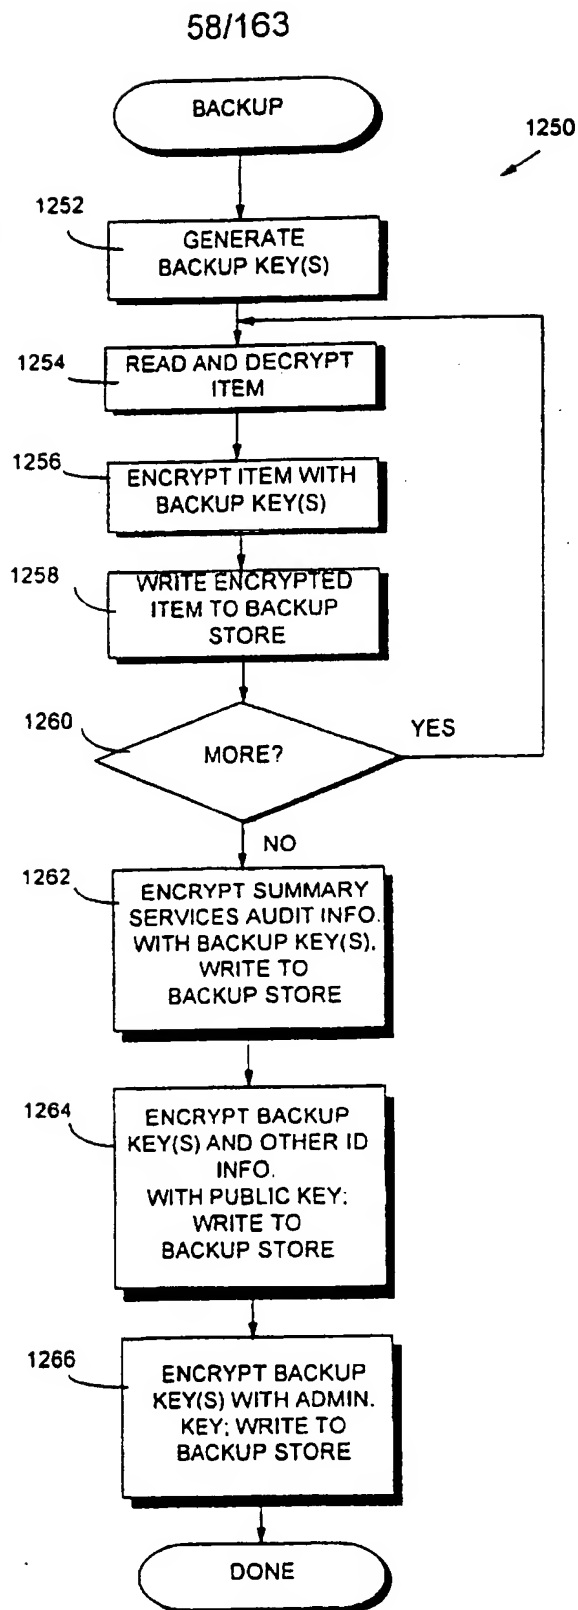 58/163
BACKUP
1250
1252
GENERATE
BACKUP KEY(S)
1254
READ AND DECRYPT
ITEM
1256
ENCRYPT ITEM WITH
BACKUP KEY(S)
1258
WRITE ENCRYPTED
ITEM TO BACKUP
STORE
1260
MORE?
YES
NO
1262
ENCRYPT SUMMARY
SERVICES AUDIT INFO.
WITH BACKUP KEY(S),
WRITE TO
BACKUP STORE
1264
ENCRYPT BACKUP
KEY(S) AND OTHER ID
INFO.
WITH PUBLIC KEY;
WRITE TO
BACKUP STORE
1266
ENCRYPT BACKUP
KEY(S) WITH ADMIN.
KEY; WRITE TO
BACKUP STORE
DONE